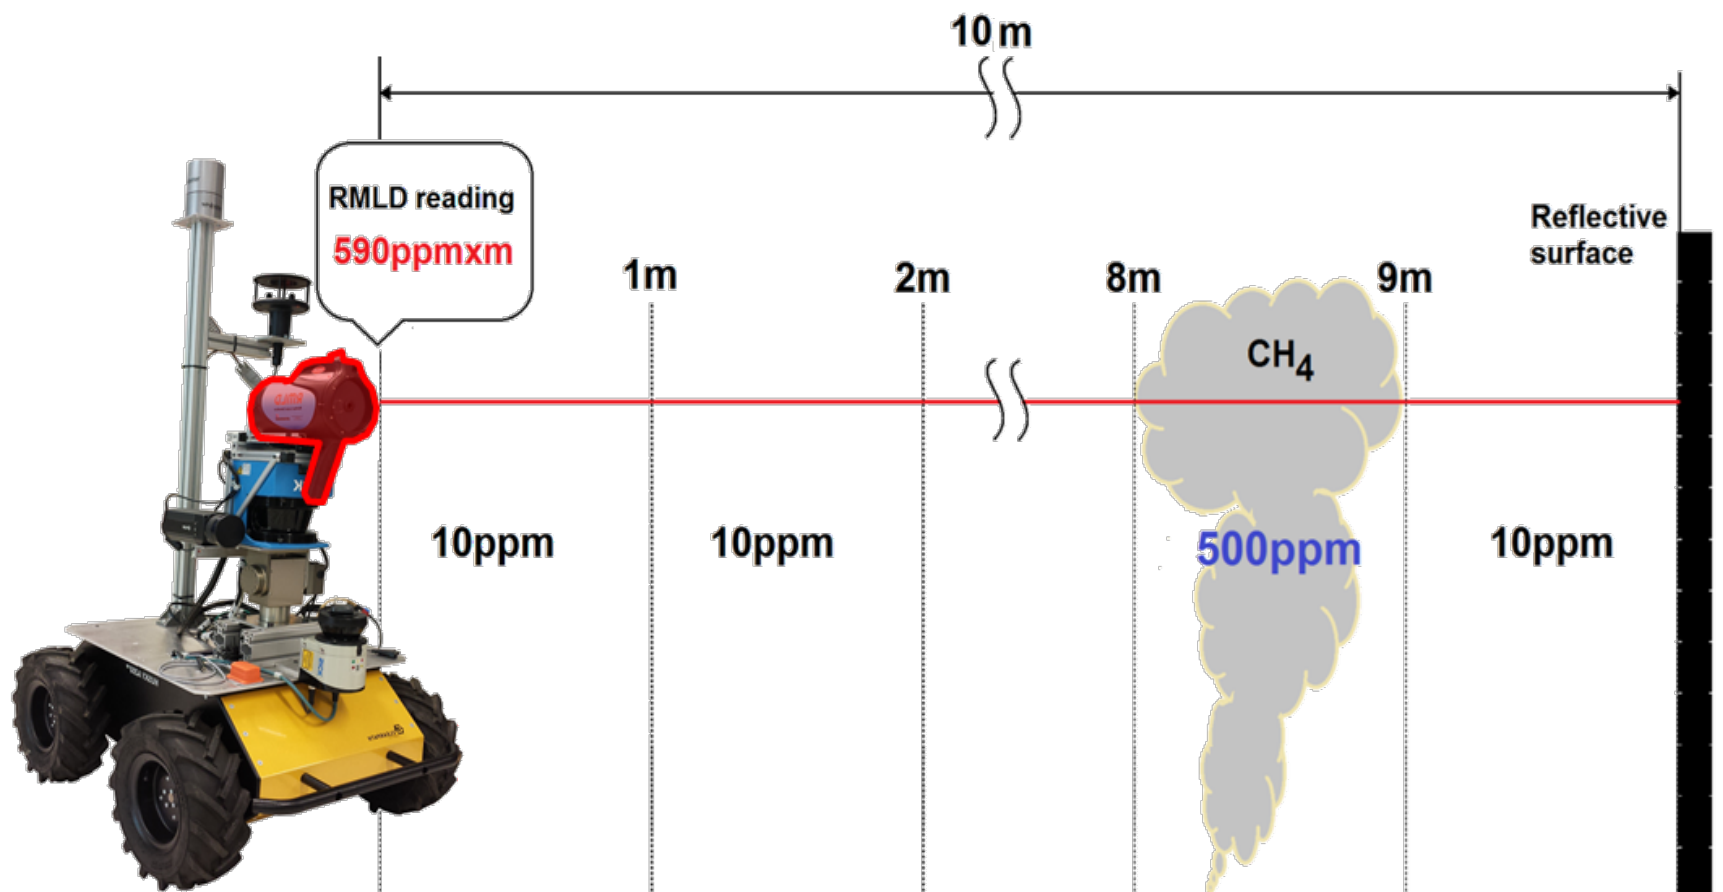 10 m
RMLD reading
590ppmxm
Reflective
surface
1m
2m
8m
9m
CH4
10ppm
10ppm
500ppm
10ppm